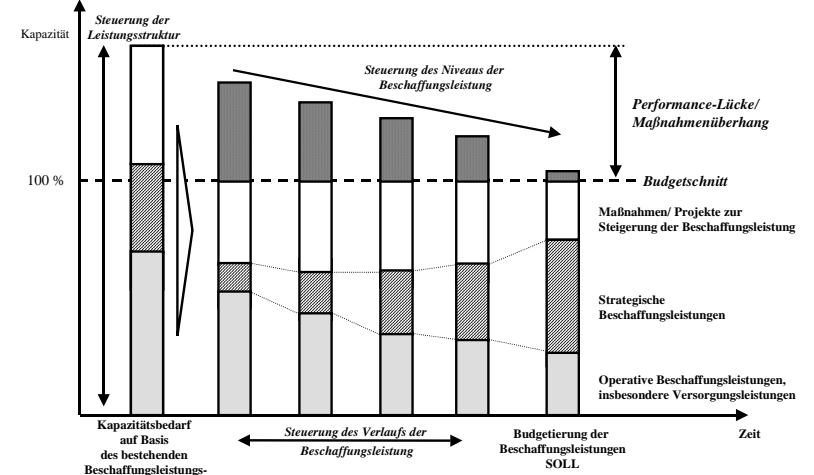 Steuerung der
Leistungsstruktur
Kapazität
Steuerung des Niveaus der
Beschaffungsleistung
Performance-Lücke/
Maßnahmenüberhang
100 %
Budgetschnitt
Maßnahmen/ Projekte zur
Steigerung der Beschaffungsleistung
Strategische
Beschaffungsleistungen
Operative Beschaffungsleistungen,
insbesondere Versorgungsleistungen
Kapazitätsbedarf
auf Basis
des bestehenden
Beschaffungsleistungs-
Steuerung des Verlaufs der
Beschaffungsleistung
Budgetierung der
Beschaffungsleistungen
SOLL
Zeit